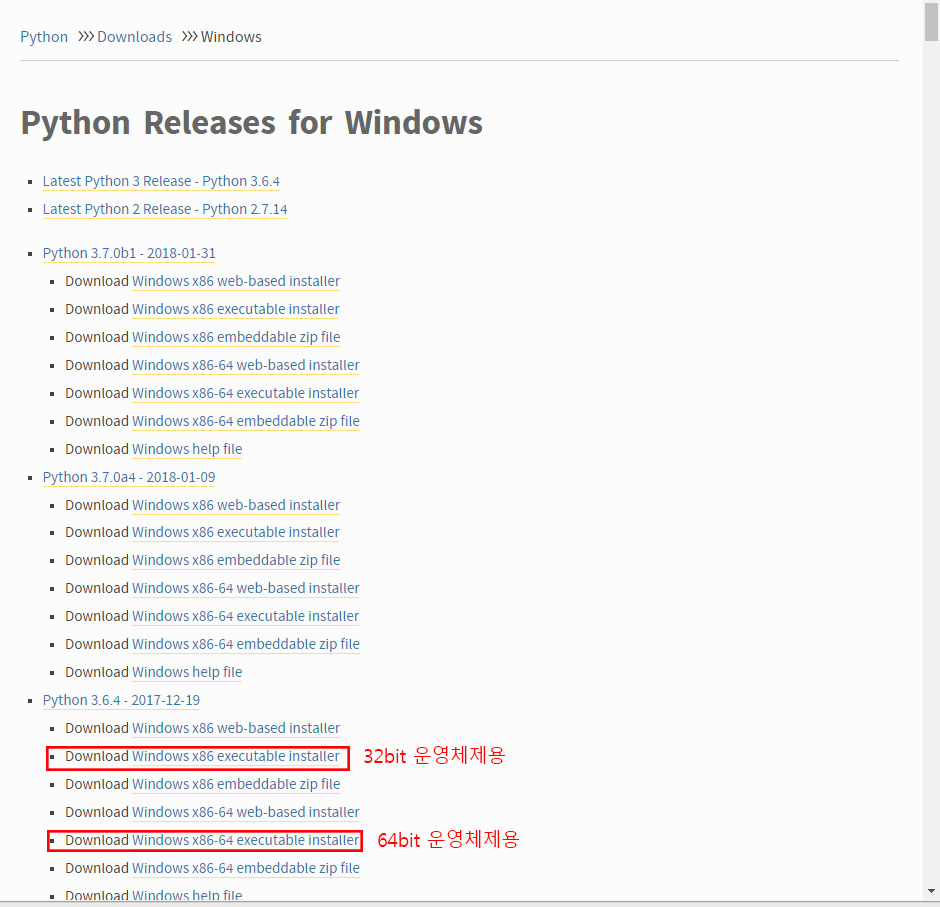 Python >>> Downloads >>> Windows
Python Releases for Windows
Latest Python 3 Release - Python 3.6.4
Latest Python 2 Release - Python 2.7.14
Python 3.7.0b1 - 2018-01-31
Download Windows x86 web-based installer
Download Windows x86 executable installer
Download Windows x86 embeddable zip file
Download Windows x86-64 web-based installer
Download Windows x86-64 executable installer
Download Windows x86-64 embeddable zip file
Download Windows help file
Python 3.7.0a4 - 2018-01-09
Download Windows x86 web-based installer
Download Windows x86 executable installer
Download Windows x86 embeddable zip file
Download Windows x86-64 web-based installer
Download Windows x86-64 executable installer
Download Windows x86-64 embeddable zip file
Download Windows help file
Python 3.6.4 - 2017-12-19
Download Windows x86 web-based installer
Download Windows x86 executable installer 32bit 운영체제용
Download Windows x86 embeddable zip file
Download Windows x86-64 web-based installer
Download Windows x86-64 executable installer 64bit 운영체제용
Download Windows x86-64 embeddable zip file
Download Windows help file